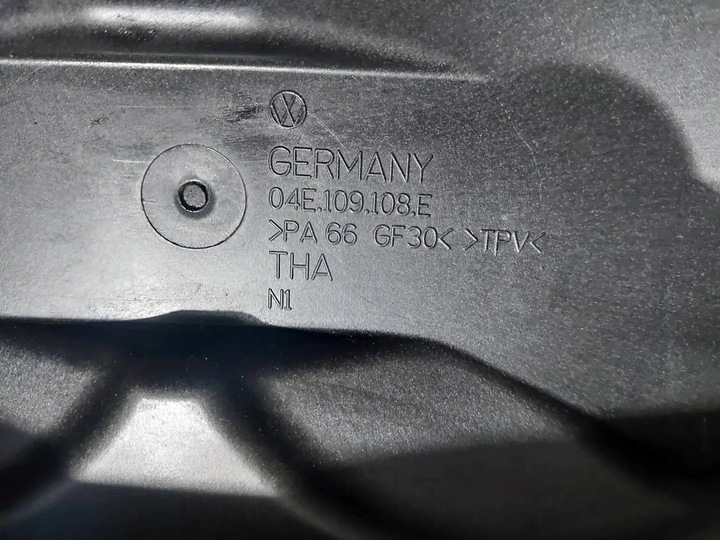 GERMANY
04E.109.108.E
>PA 66 GF30< >TPV<
THA
N1